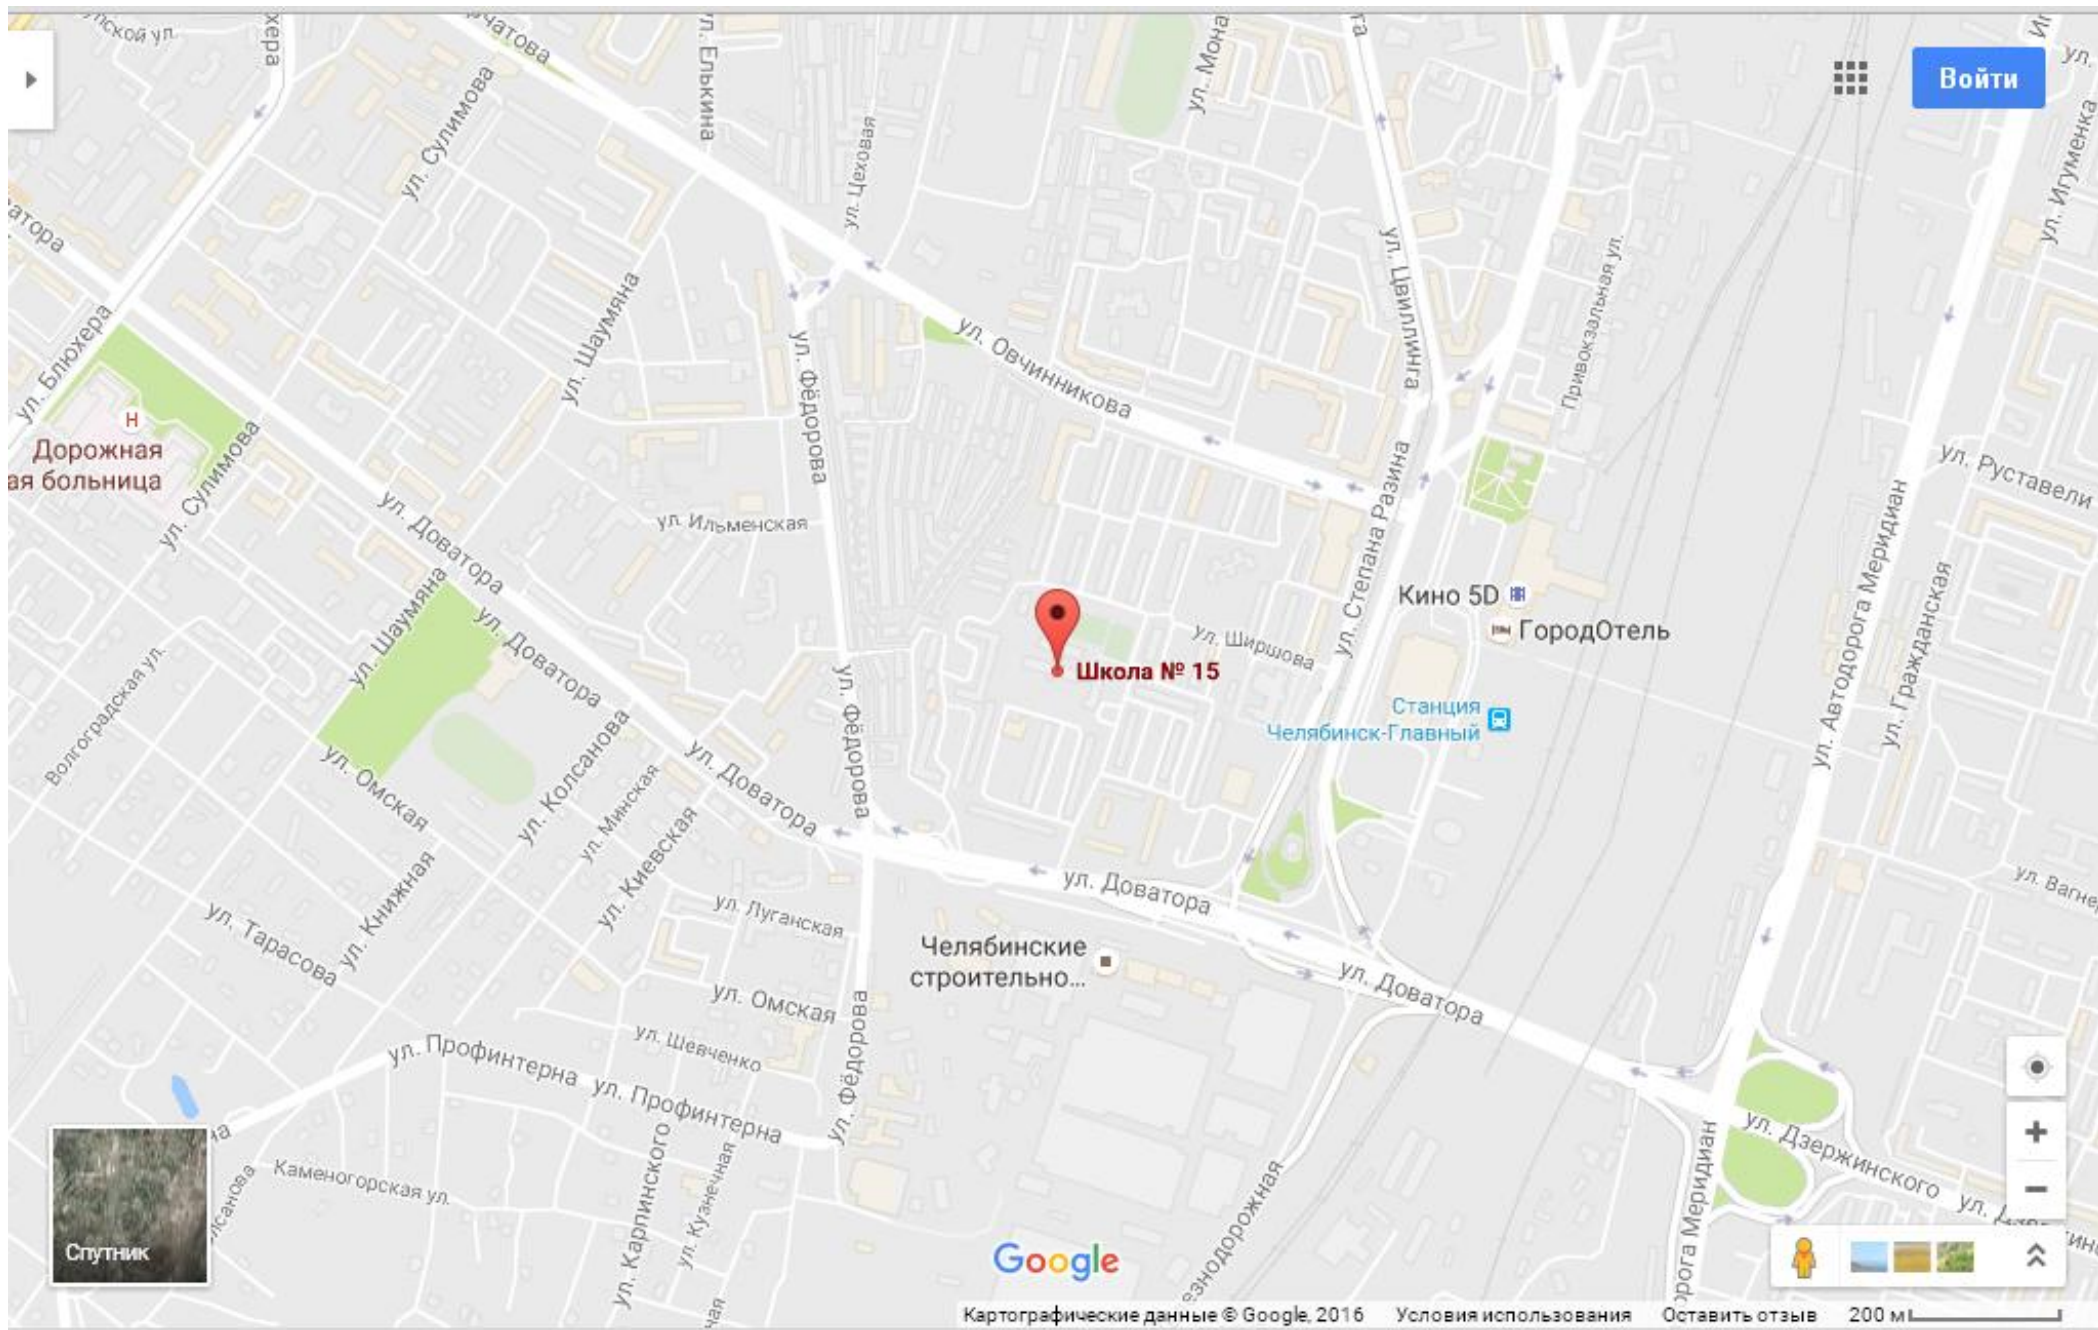 Войти
ул. Сулимова
ул. Елькина
ул. Цеховая
ул. Мона
ул. Цвиллинга
Привокзальная ул.
ул. Игуменка
ул. Блюхера
ул. Шаумяна
ул. Фёдорова
ул. Овчинникова
Н
Дорожная
ая больница
ул. Сулимова
ул. Доватора
ул. Ильменская
ул. Степана Разина
ул. Автодорога Меридиан
ул. Руставели
ул. Гражданская
ул. Шаумяна
ул. Доватора
Кино 5D
ГородОтель
ул. Ширшова
Школа № 15
Станция
Челябинск-Главный
Волгоградская ул.
ул. Омская
ул. Колсанова
ул. Минская
ул. Киевская
ул. Доватора
ул. Фёдорова
ул. Доватора
ул. Тарасова
ул. Книжная
ул. Луганская
Челябинские
строительно...
ул. Доватора
ул. Омская
ул. Шевченко
ул. Фёдорова
ул. Профинтерна
ул. Профинтерна
ул. Дзержинского
Каменогорская ул.
ул. Карпинского
ул. Кузнечная
Спутник
Google
Картографические данные © Google, 2016
Условия использования
Оставить отзыв
200 м